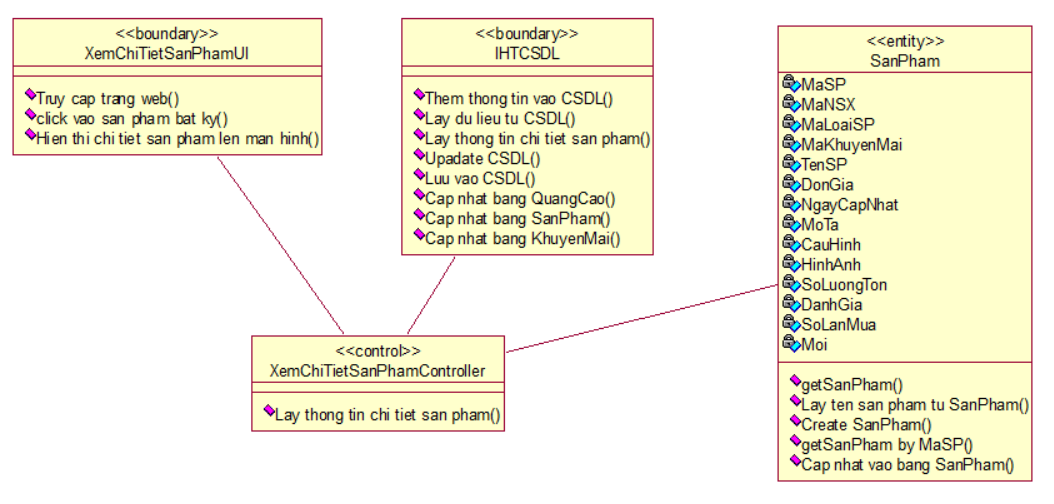 <<boundary>>
XemChiTietSanPhamUI
Truy cap trang web()
click vao san pham bat ky()
Hien thi chi tiet san pham len man hinh()
<<boundary>>
IHTCSDL
Them thong tin vao CSDL()
Lay du lieu tu CSDL()
Lay thong tin chi tiet san pham()
Upadate CSDL()
Luu vao CSDL()
Cap nhat bang QuangCao()
Cap nhat bang SanPham()
Cap nhat bang KhuyenMai()
<<entity>>
SanPham
MaSP
MaNSX
MaLoaiSP
MaKhuyenMai
TenSP
DonGia
NgayCapNhat
MoTa
CauHinh
HinhAnh
SoLuongTon
DanhGia
SoLanMua
Moi
getSanPham()
Lay ten san pham tu SanPham()
Create SanPham()
getSanPham by MaSP()
Cap nhat vao bang SanPham()
<<control>>
XemChiTietSanPhamController
Lay thong tin chi tiet san pham()